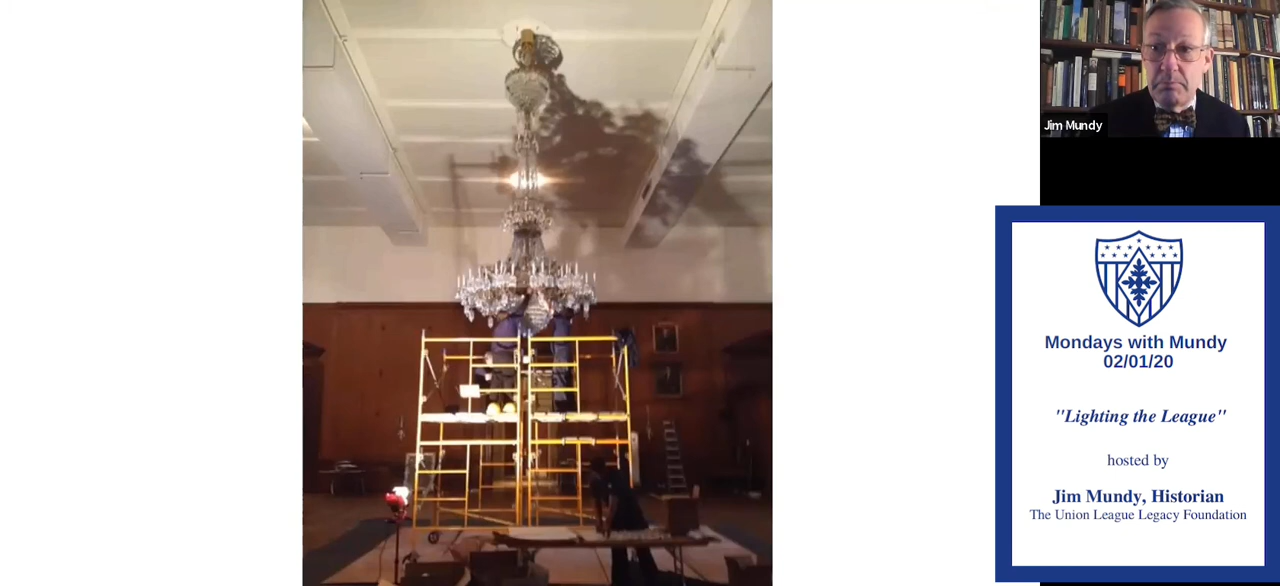 Jim Mundy
Mondays with Mundy
02/01/20
"Lighting the League"
hosted by
Jim Mundy, Historian
The Union League Legacy Foundation